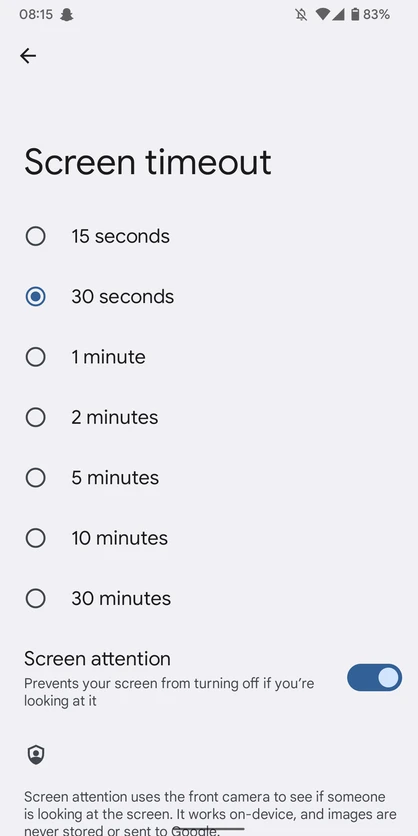 08:15 83%
Screen timeout
15 seconds
30 seconds
1 minute
2 minutes
5 minutes
10 minutes
30 minutes
Screen attention
Prevents your screen from turning off if you're
looking at it
Screen attention uses the front camera to see if someone
is looking at the screen. It works on-device, and images are
never stored or sent to Google.